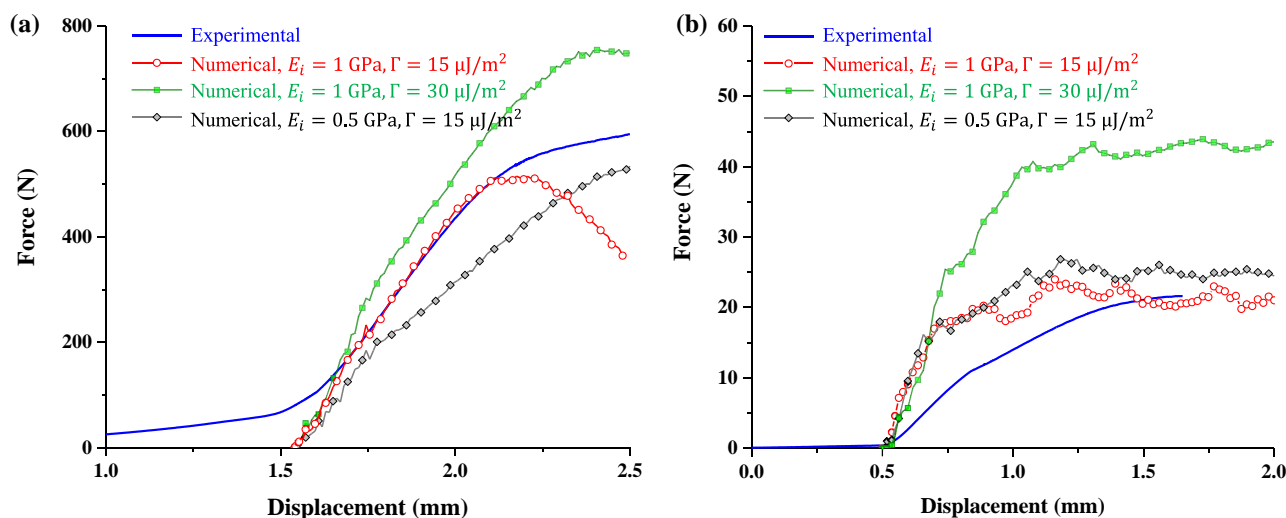 (a)
800
600
400
200
0
Force (N)
Experimental
Numerical, E_i = 1 GPa, Γ = 15 μJ/m²
Numerical, E_i = 1 GPa, Γ = 30 μJ/m²
Numerical, E_i = 0.5 GPa, Γ = 15 μJ/m²
1.0 1.5 2.0 2.5
Displacement (mm)
(b)
60
50
40
30
20
10
0
Force (N)
Experimental
Numerical, E_i = 1 GPa, Γ = 15 μJ/m²
Numerical, E_i = 1 GPa, Γ = 30 μJ/m²
Numerical, E_i = 0.5 GPa, Γ = 15 μJ/m²
0.0 0.5 1.0 1.5 2.0
Displacement (mm)